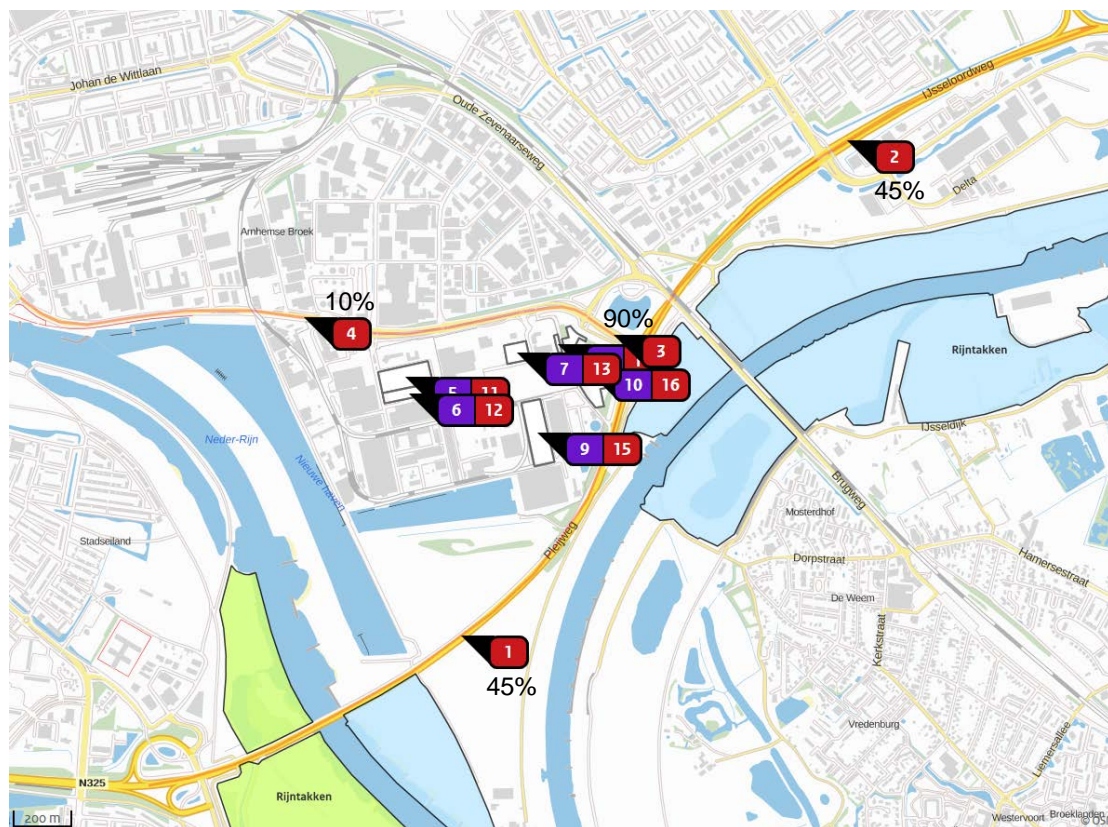 Johan de Wittlaan
Oude Zevenaarseweg
IJsseloordweg
2
45%
Delta
Arnhemse Broek
10%
4
90%
3
7
13
10
16
5
11
6
12
9
15
Rijntakken
IJsseldijk
Neder-Rijn
Nieuwe haven
Stadseiland
Pleijweg
Brugweg
Mosterdhof
Dorpstraat
Hamersestraat
De Weem
Kerkstraat
1
45%
Vredenburg
Liemersallee
N325
Rijntakken
200 m
Westervoort
Broeklanden